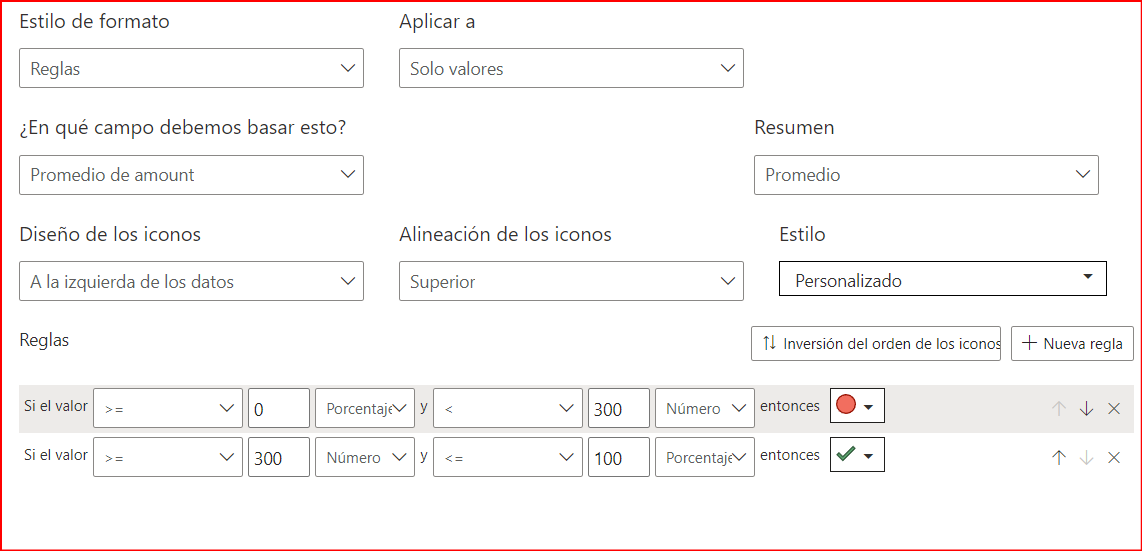 Estilo de formato
Aplicar a
Reglas
Solo valores
¿En qué campo debemos basar esto?
Resumen
Promedio de amount
Promedio
Diseño de los iconos
Alineación de los iconos
Estilo
A la izquierda de los datos
Superior
Personalizado
Reglas
Inversión del orden de los iconos
Nueva regla
Si el valor >= 0 Porcentaje y < 300 Número entonces
Si el valor >= 300 Número y <= 100 Porcentaje entonces